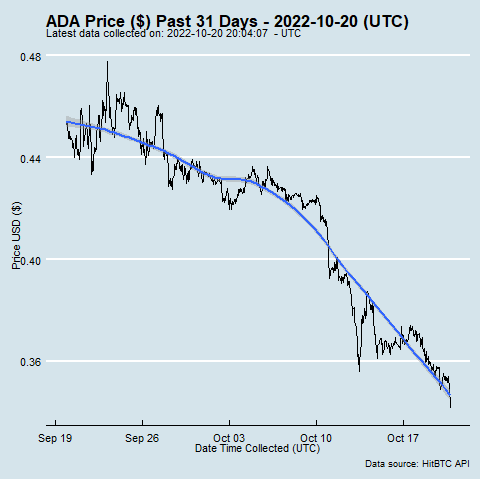 ADA Price ($) Past 31 Days - 2022-10-20 (UTC)
Latest data collected on: 2022-10-20 20:04:07  - UTC
0.48
0.44
0.40
0.36
Price USD ($)
Sep 19
Sep 26
Oct 03
Oct 10
Oct 17
Date Time Collected (UTC)
Data source: HitBTC API